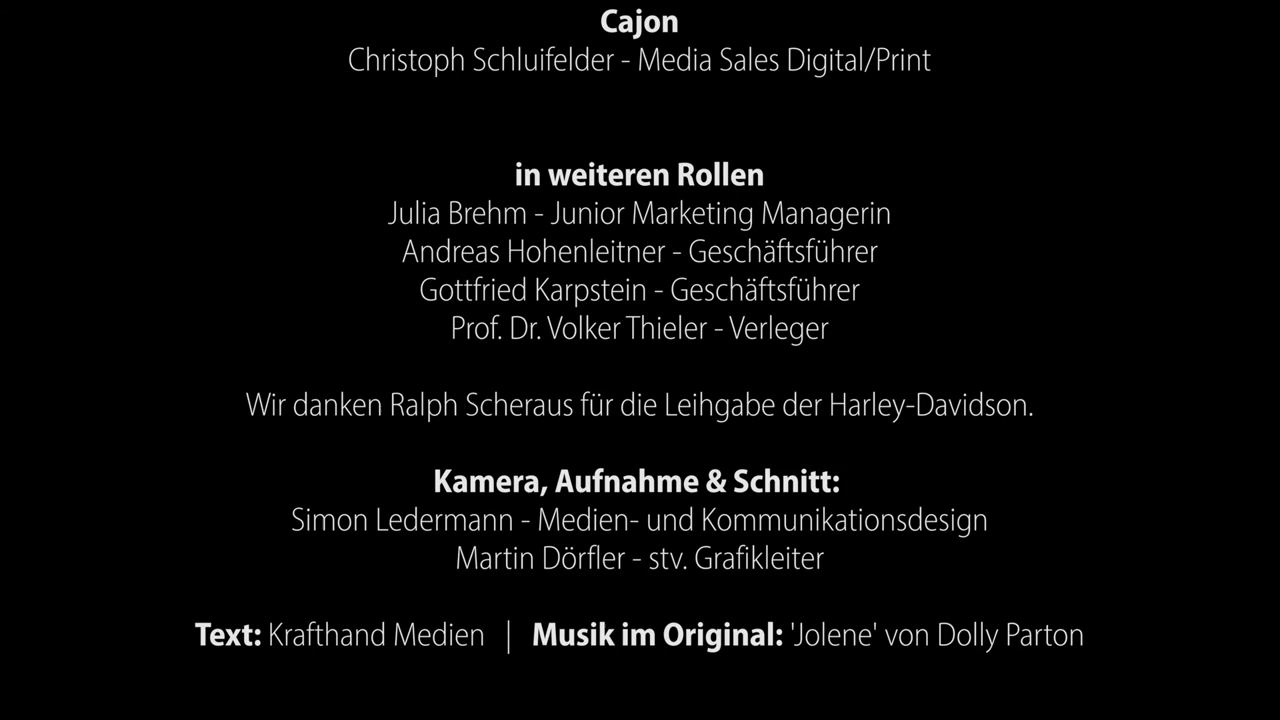 Cajon
Christoph Schluifelder - Media Sales Digital/Print
in weiteren Rollen
Julia Brehm - Junior Marketing Managerin
Andreas Hohenleitner - Geschäftsführer
Gottfried Karpstein - Geschäftsführer
Prof. Dr. Volker Thieler - Verleger
Wir danken Ralph Scheraus für die Leihgabe der Harley-Davidson.
Kamera, Aufnahme & Schnitt:
Simon Ledermann - Medien- und Kommunikationsdesign
Martin Dörfler - stv. Grafikleiter
Text: Krafthand Medien | Musik im Original: 'Jolene' von Dolly Parton